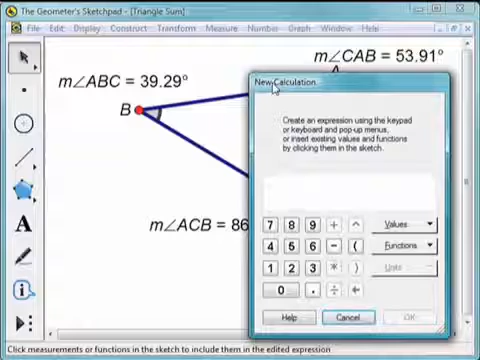 The Geometer's Sketchpad - [Triangle Sum]
File Edit Display Construct Transform Measure Number Graph Window Help
m∠CAB = 53.91°
m∠ABC = 39.29°
New Calculation
B
Create an expression using the keypad
or keyboard and pop-up menus,
or insert existing values and functions
by clicking them in the sketch.
m∠ACB = 86
7 8 9 + ^ Values
4 5 6 - ( Functions
1 2 3 * ) Units
0 . ÷ ←
A
Help Cancel OK
Click measurements or functions in the sketch to include them in the edited expression